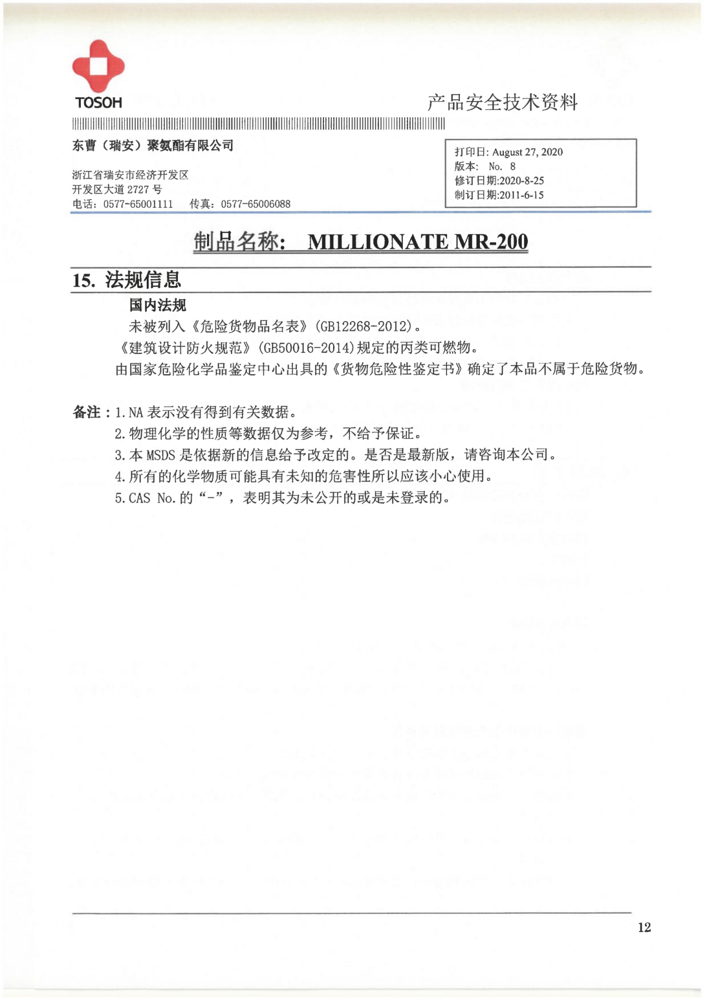 TOSOH
产品安全技术资料
东曹（瑞安）聚氨酯有限公司
浙江省瑞安市经济开发区
开发区大道 2727 号
电话：0577-65001111 传真：0577-65006088
打印日: August 27, 2020
版本: No. 8
修订日期:2020-8-25
制订日期:2011-6-15
制品名称: MILLIONATE MR-200
15. 法规信息
国内法规
未被列入《危险货物品名表》(GB12268-2012)。
《建筑设计防火规范》(GB50016-2014)规定的丙类可燃物。
由国家危险化学品鉴定中心出具的《货物危险性鉴定书》确定了本品不属于危险货物。
备注：1. NA 表示没有得到有关数据。
2. 物理化学的性质等数据仅为参考，不给予保证。
3. 本 MSDS 是依据新的信息给予改定的。是否是最新版，请咨询本公司。
4. 所有的化学物质可能具有未知的危害性所以应该小心使用。
5. CAS No. 的“-”，表明其为未公开的或是未登录的。
12